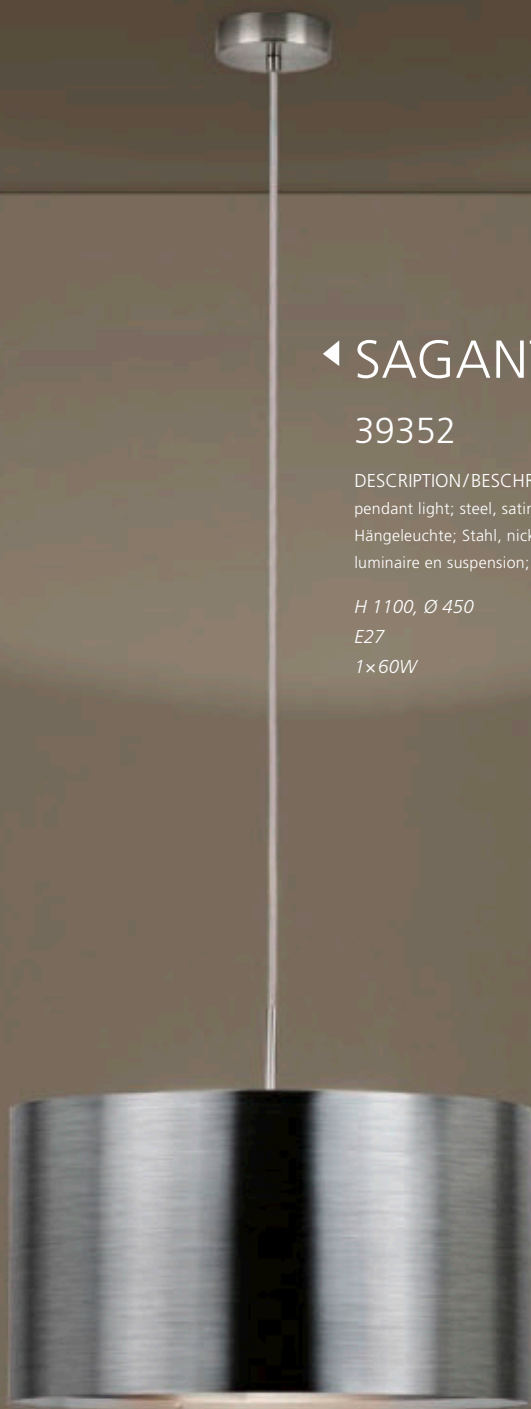 SAGAN
39352
DESCRIPTION/BESCHR
pendant light; steel, satin
Hängeleuchte; Stahl, nick
luminaire en suspension;
H 1100, Ø 450
E27
1×60W